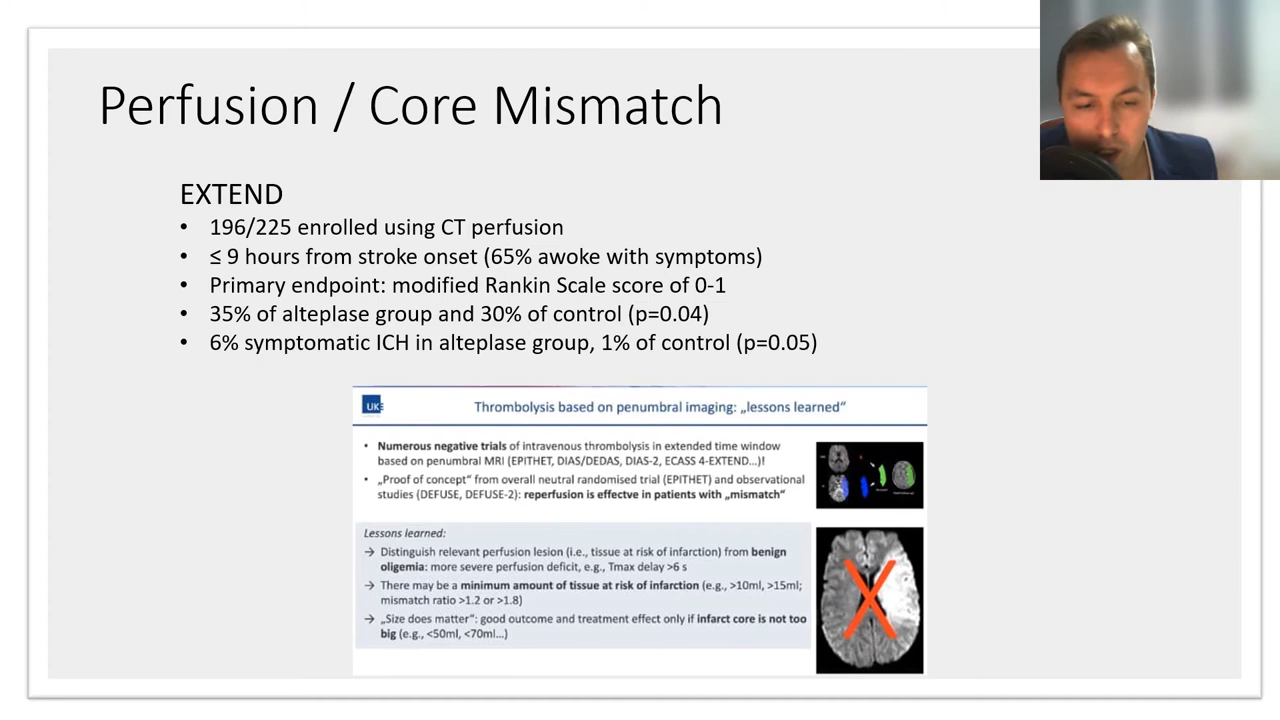 Perfusion / Core Mismatch
EXTEND
• 196/225 enrolled using CT perfusion
• ≤ 9 hours from stroke onset (65% awoke with symptoms)
• Primary endpoint: modified Rankin Scale score of 0-1
• 35% of alteplase group and 30% of control (p=0.04)
• 6% symptomatic ICH in alteplase group, 1% of control (p=0.05)
UKE
Thrombolysis based on penumbral imaging: „lessons learned“
• Numerous negative trials of intravenous thrombolysis in extended time window
based on penumbral MRI (EPITHET, DIAS/DEDAS, DIAS-2, ECASS 4-EXTEND...)!
• „Proof of concept“ from overall neutral randomised trial (EPITHET) and observational
studies (DEFUSE, DEFUSE-2): reperfusion is effectve in patients with „mismatch“
Lessons learned:
→ Distinguish relevant perfusion lesion (i.e., tissue at risk of infarction) from benign
oligemia: more severe perfusion deficit, e.g., Tmax delay >6 s
→ There may be a minimum amount of tissue at risk of infarction (e.g., >10ml, >15ml;
mismatch ratio >1.2 or >1.8)
→ „Size does matter“: good outcome and treatment effect only if infarct core is not too
big (e.g., <50ml, <70ml...)